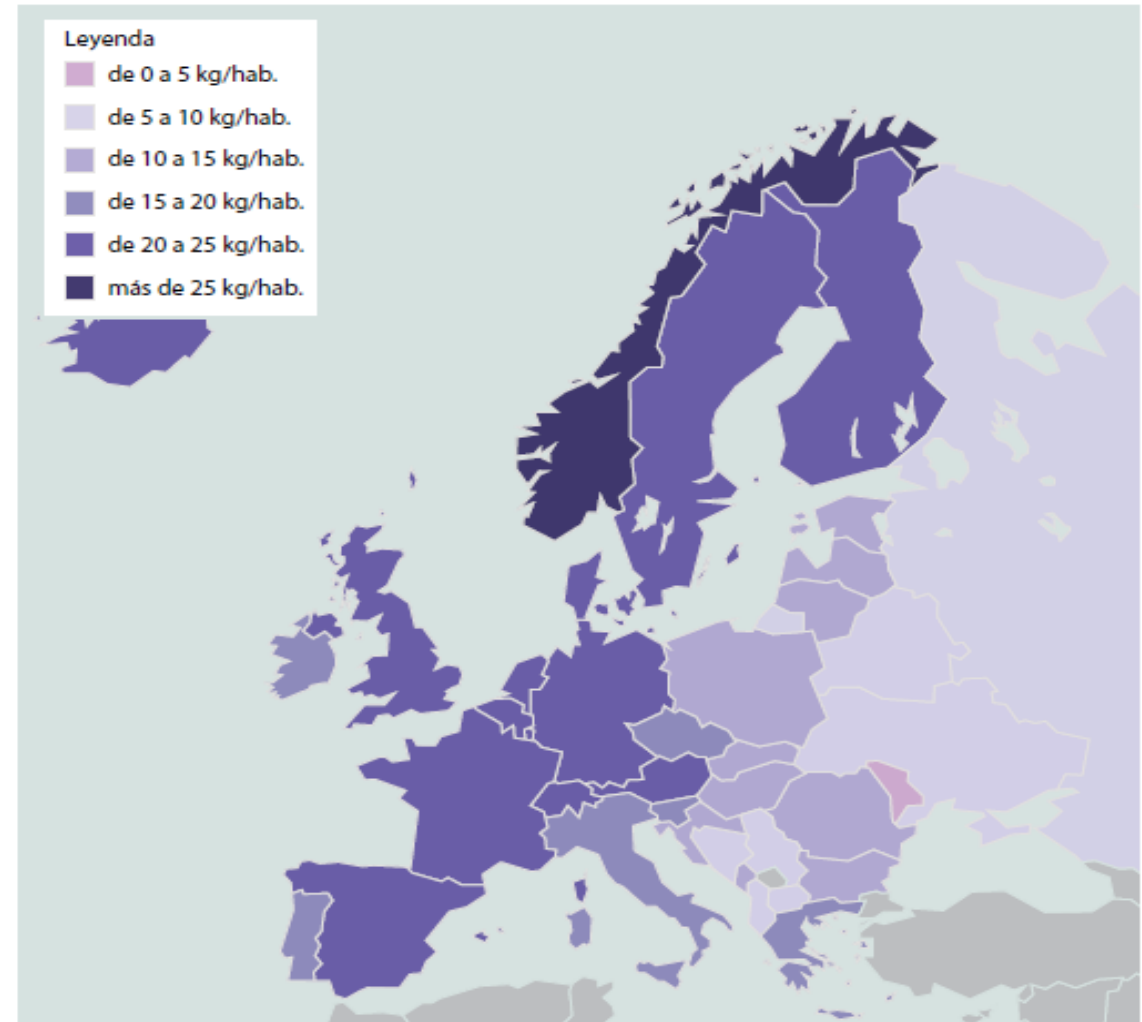 Leyenda
de 0 a 5 kg/hab.
de 5 a 10 kg/hab.
de 10 a 15 kg/hab.
de 15 a 20 kg/hab.
de 20 a 25 kg/hab.
más de 25 kg/hab.